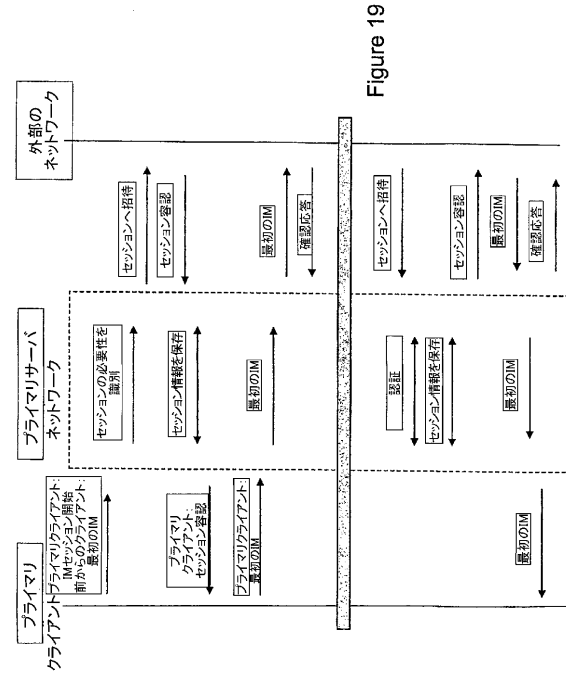 プライマリ
クライアント
プライマリサーバ
ネットワーク
外部の
ネットワーク
プライマリクライアント:
IMセッション開始
前からのクライアント:
最初のIM
セッションの必要性を
識別
セッションへ招待
セッション容認
セッション情報を保存
プライマリ
クライアント:
セッション容認
プライマリクライアント:
最初のIM
最初のIM
最初のIM
確認応答
セッションへ招待
認証
セッション情報を保存
セッション容認
最初のIM
最初のIM
最初のIM
確認応答
Figure 19